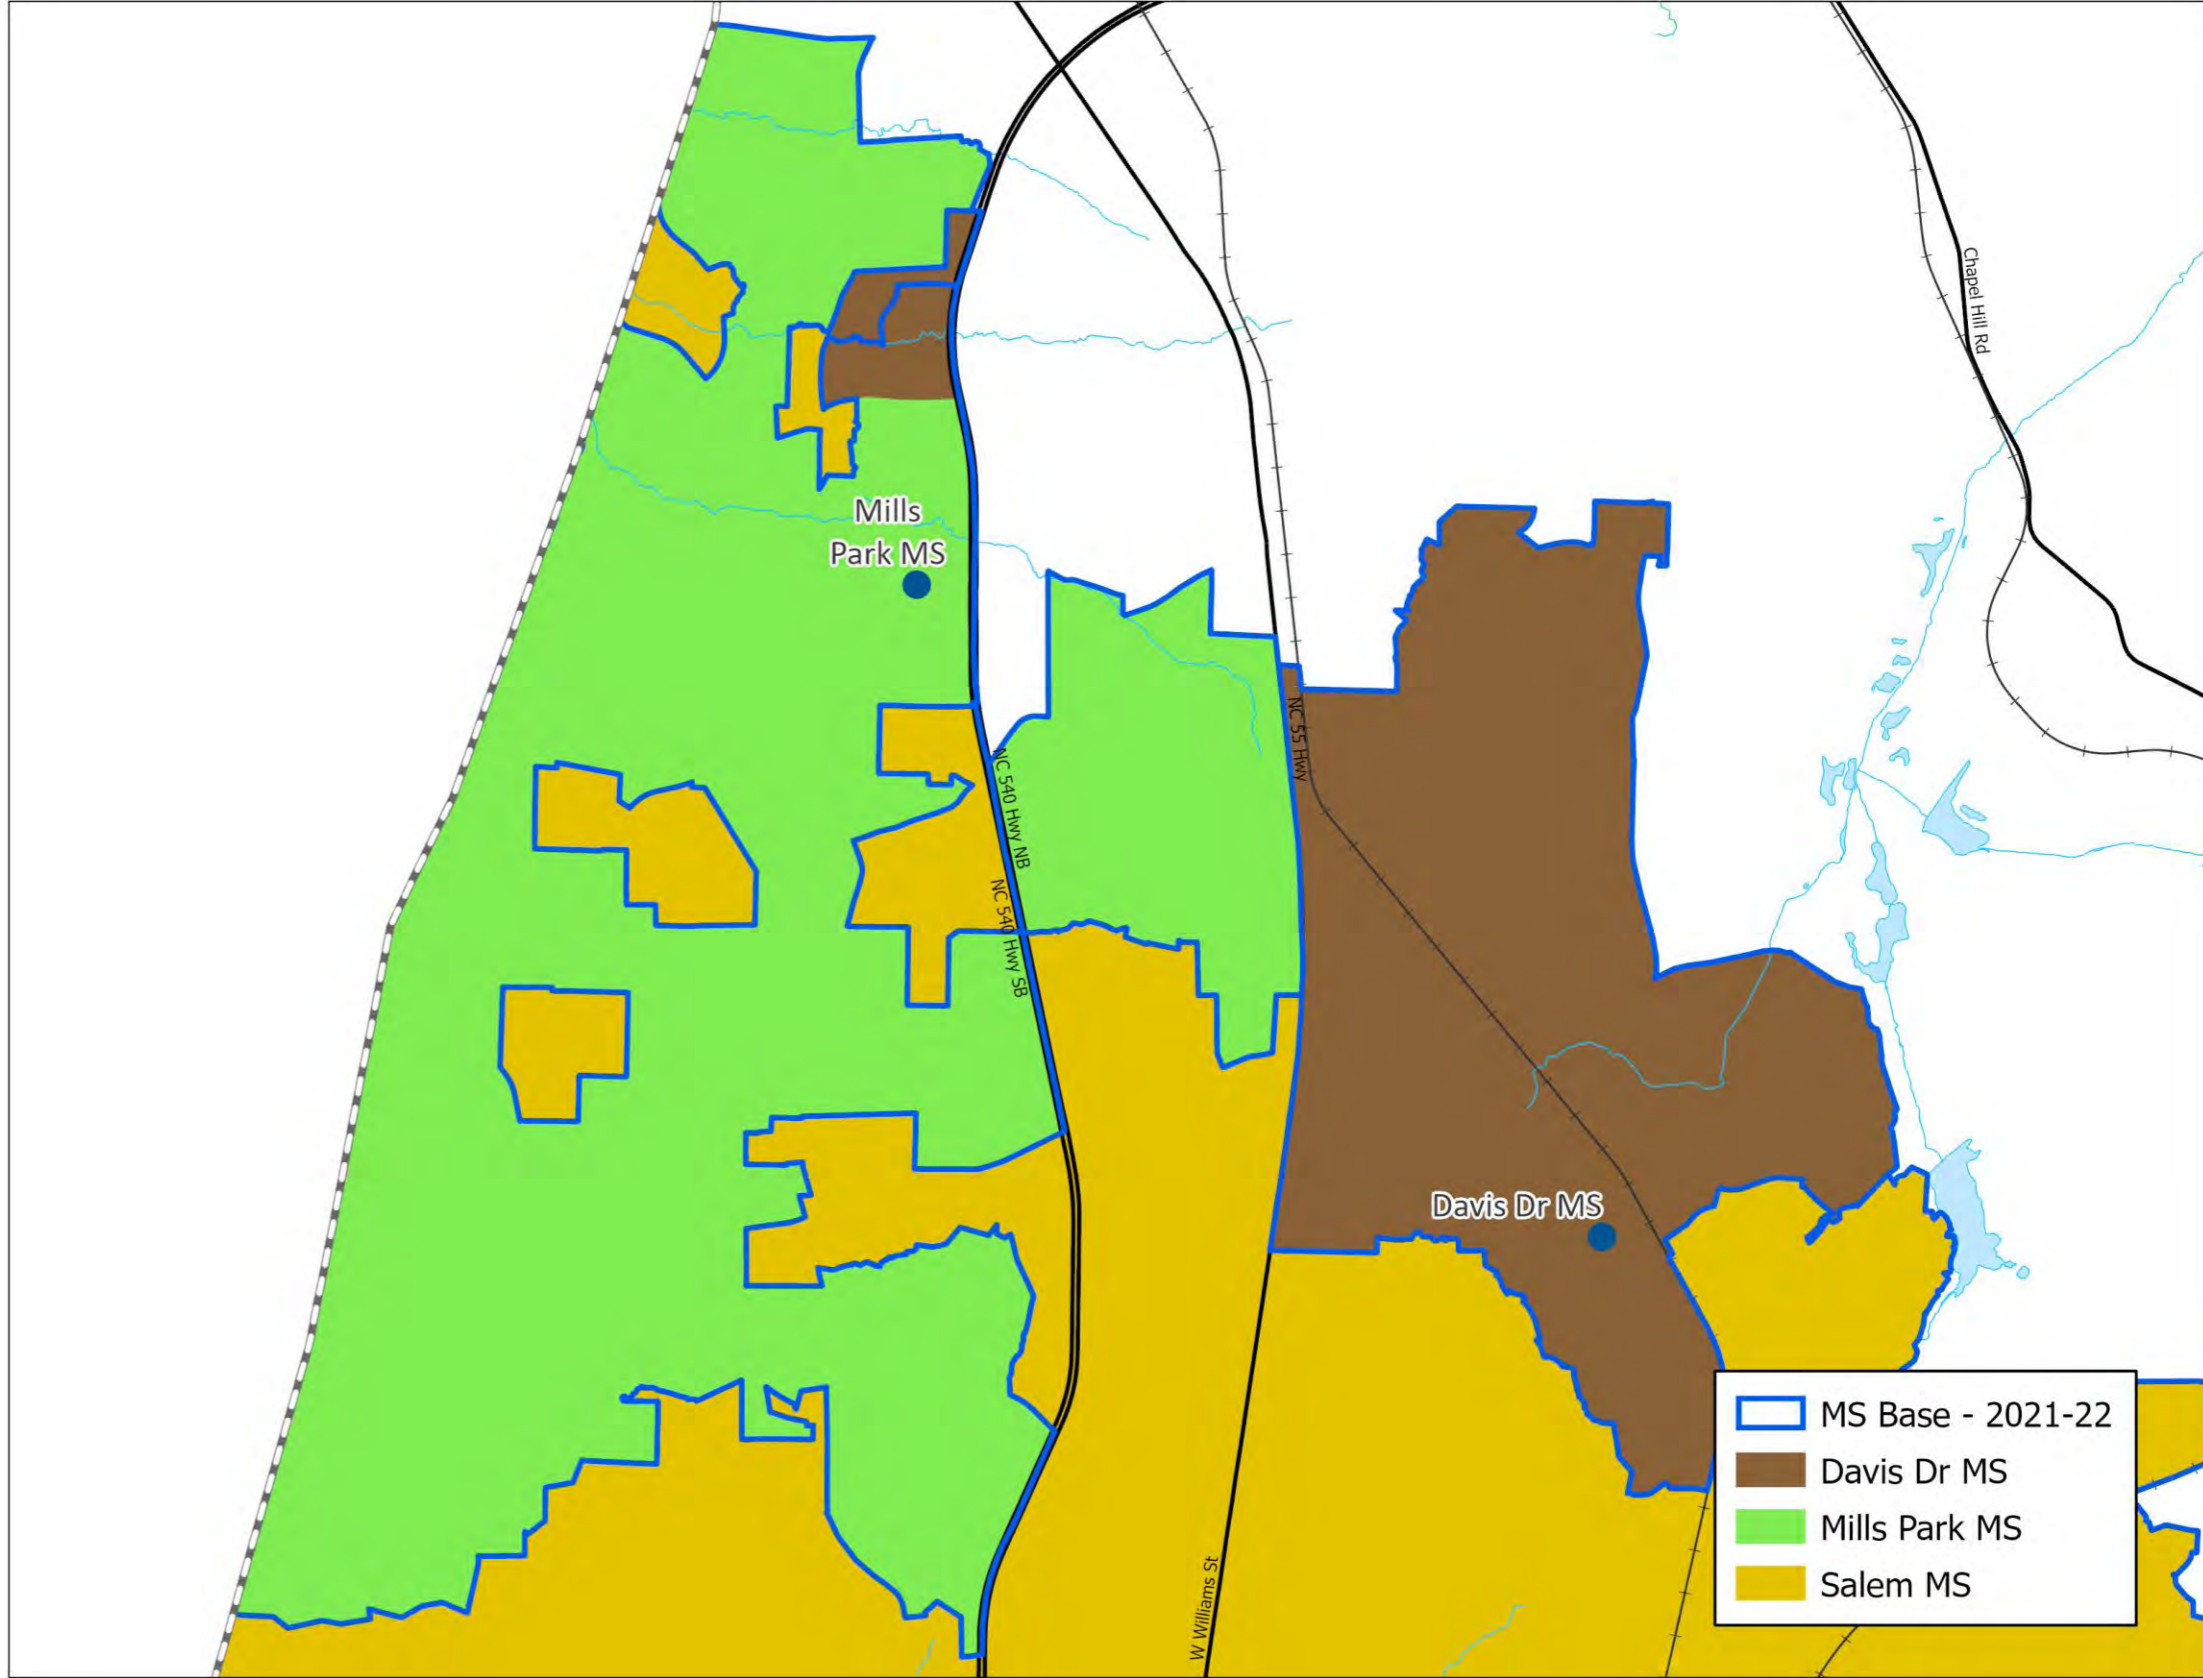 Chapel Hill Rd
Mills
Park MS
NC 55 Hwy
NC 540 Hwy NB
NC 540 Hwy SB
Davis Dr MS
W Williams St
MS Base - 2021-22
Davis Dr MS
Mills Park MS
Salem MS